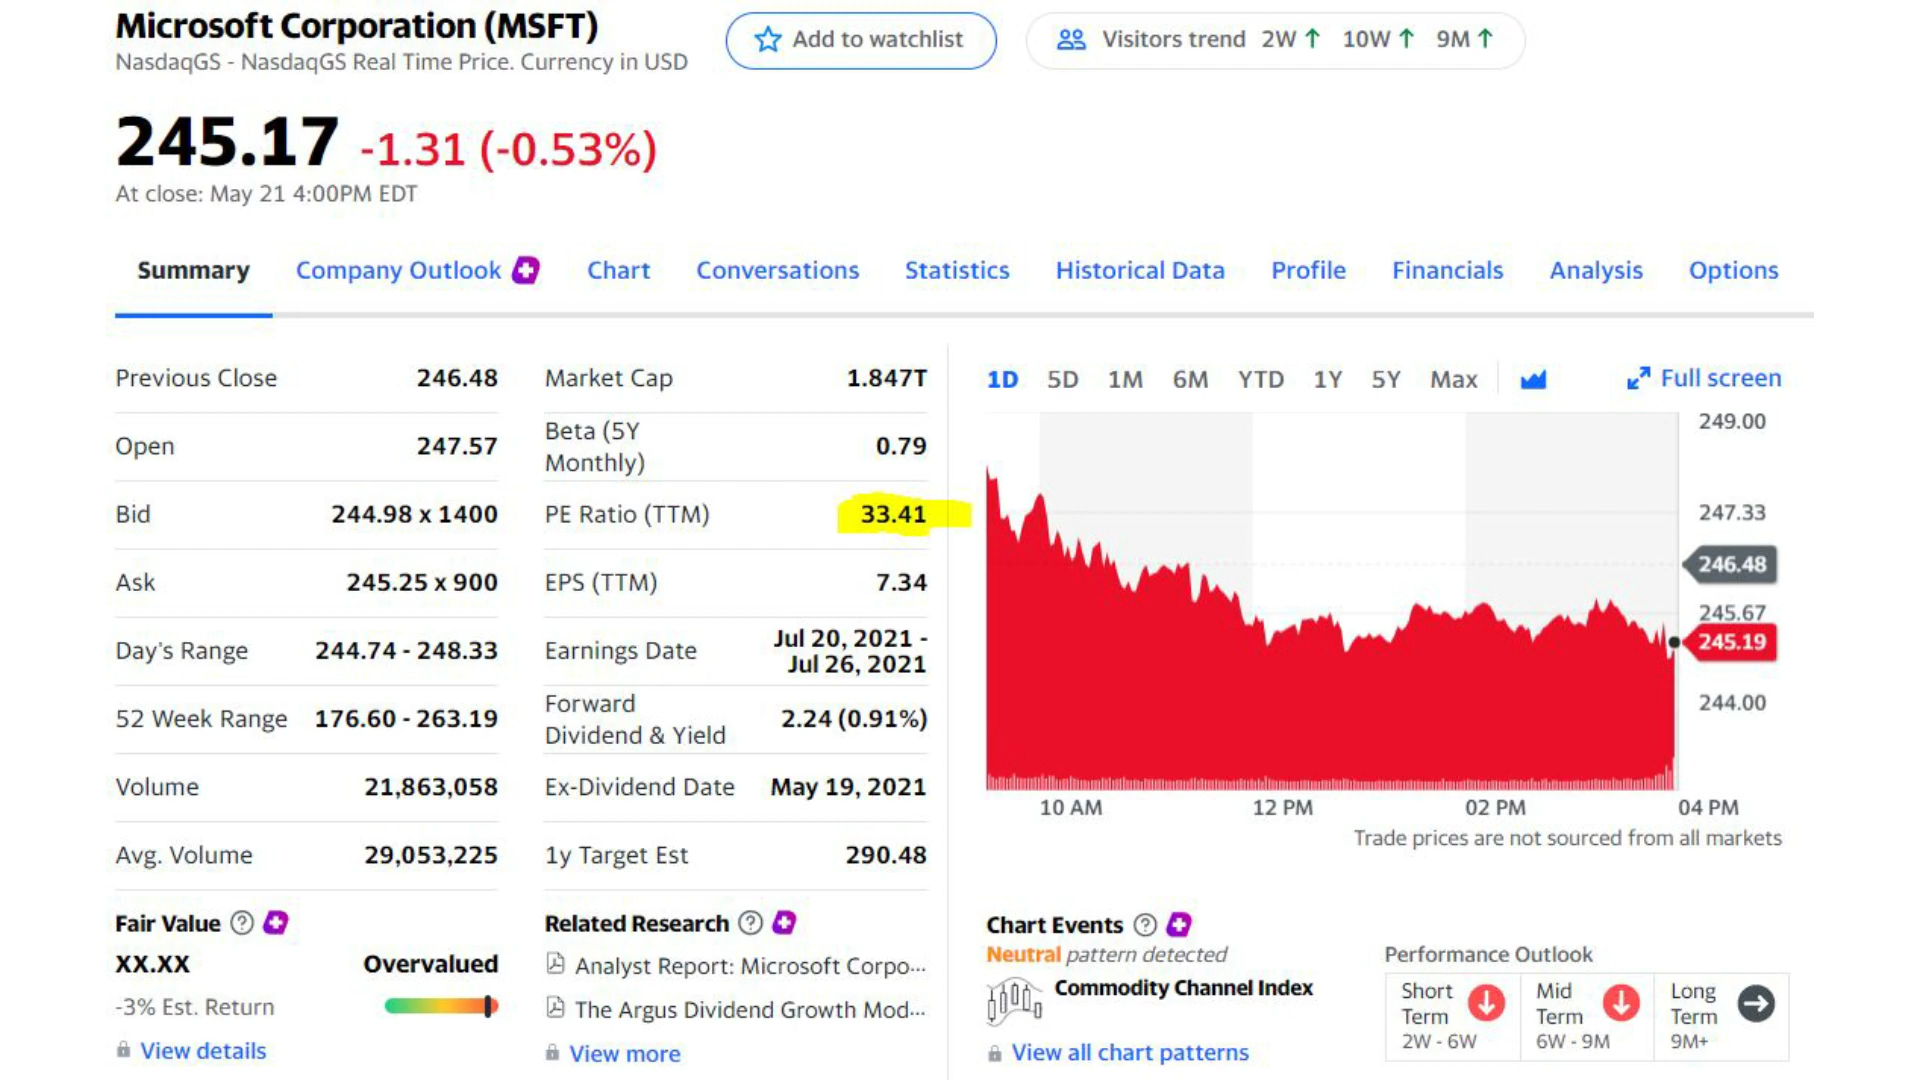 Microsoft Corporation (MSFT)
NasdaqGS - NasdaqGS Real Time Price. Currency in USD
Add to watchlist
Visitors trend 2W↑ 10W↑ 9M↑
245.17 -1.31 (-0.53%)
At close: May 21 4:00PM EDT
Summary Company Outlook Chart Conversations Statistics Historical Data Profile Financials Analysis Options
Previous Close 246.48
Open 247.57
Bid 244.98 x 1400
Ask 245.25 x 900
Day's Range 244.74 - 248.33
52 Week Range 176.60 - 263.19
Volume 21,863,058
Avg. Volume 29,053,225
Market Cap 1.847T
Beta (5Y
Monthly) 0.79
PE Ratio (TTM) 33.41
EPS (TTM) 7.34
Earnings Date Jul 20, 2021 -
Jul 26, 2021
Forward
Dividend & Yield 2.24 (0.91%)
Ex-Dividend Date May 19, 2021
1y Target Est 290.48
1D 5D 1M 6M YTD 1Y 5Y Max Full screen
249.00
247.33
246.48
245.67
245.19
244.00
10 AM 12 PM 02 PM 04 PM
Trade prices are not sourced from all markets
Fair Value
XX.XX Overvalued
-3% Est. Return
View details
Related Research
Analyst Report: Microsoft Corpo...
The Argus Dividend Growth Mod...
View more
Chart Events
Neutral pattern detected
Commodity Channel Index
View all chart patterns
Performance Outlook
Short
Term
2W - 6W
Mid
Term
6W - 9M
Long
Term
9M+